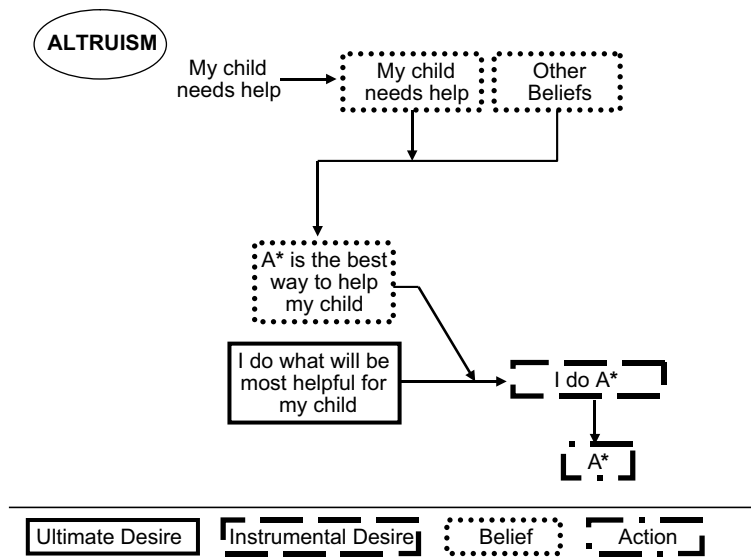 ALTRUISM
My child
needs help
My child
needs help
Other
Beliefs
A* is the best
way to help
my child
I do what will be
most helpful for
my child
I do A*
A*
Ultimate Desire
Instrumental Desire
Belief
Action